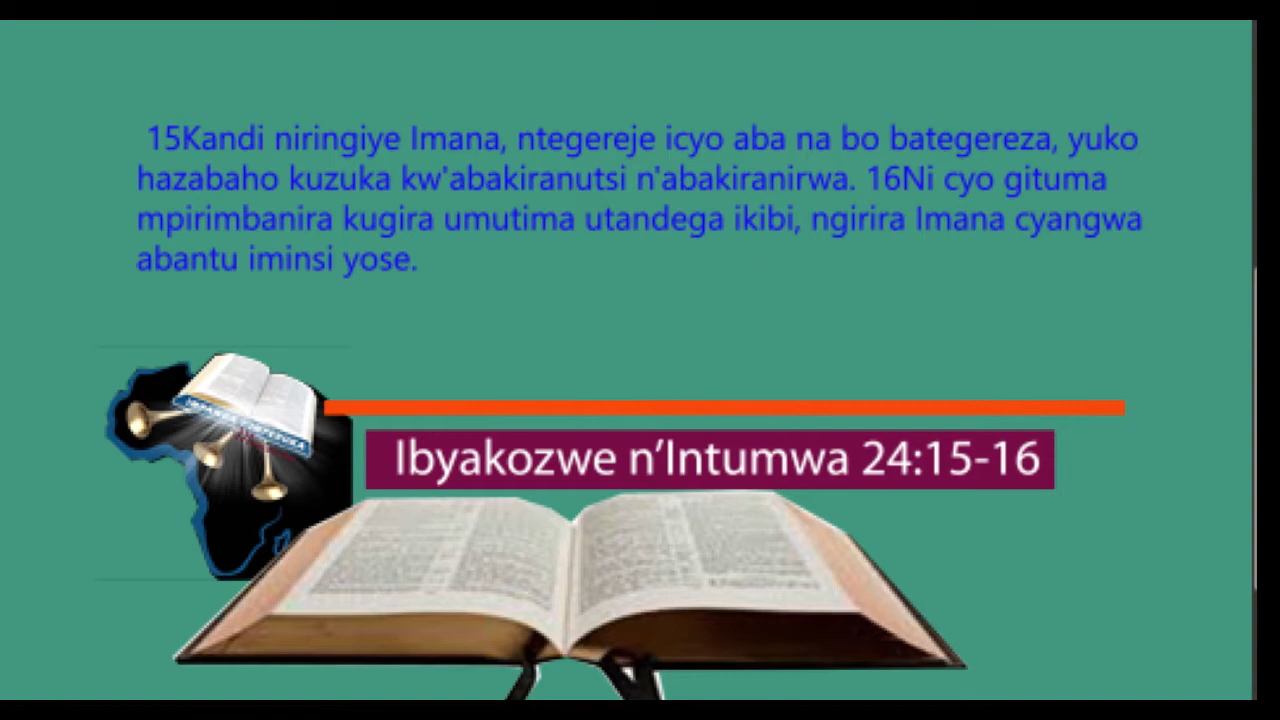 15Kandi niringiye Imana, ntegereje icyo aba na bo bategereza, yuko
hazabaho kuzuka kw'abakiranutsi n'abakiranirwa. 16Ni cyo gituma
mpirimbanira kugira umutima utandega ikibi, ngirira Imana cyangwa
abantu iminsi yose.
Ibyakozwe n’Intumwa 24:15-16